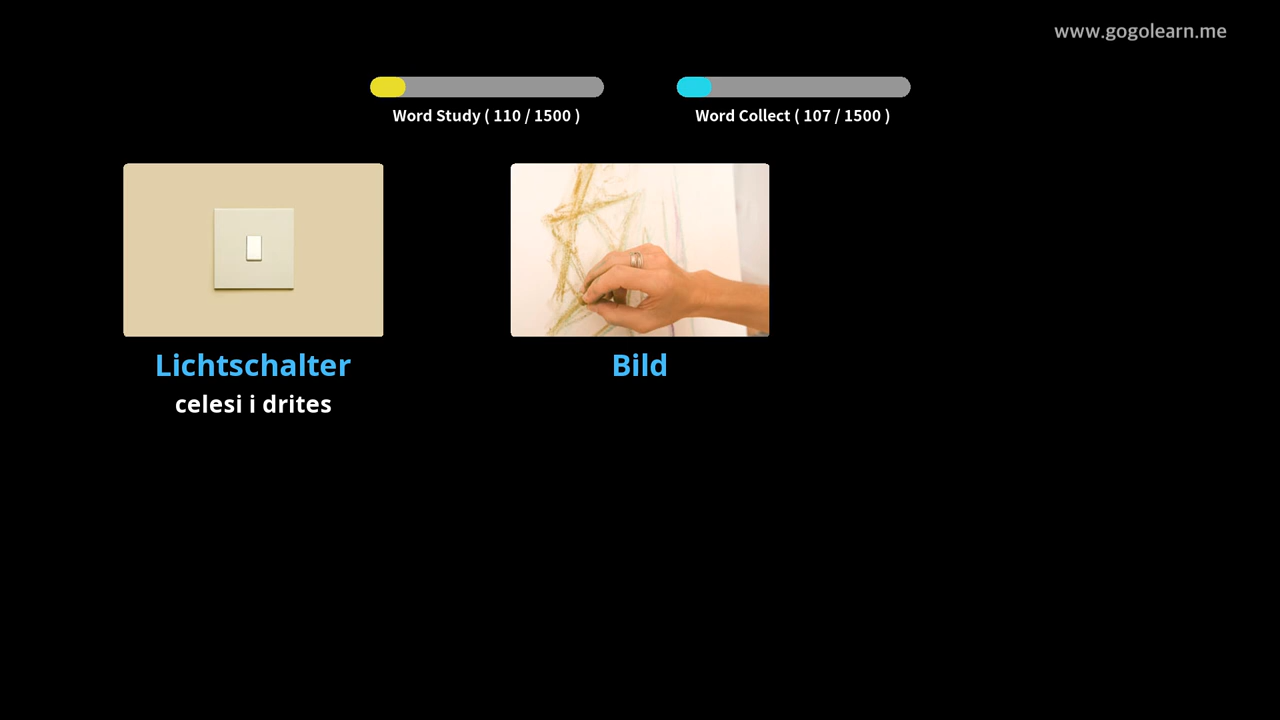 www.gogolearn.me
Word Study ( 110 / 1500 )
Word Collect ( 107 / 1500 )
Lichtschalter
celesi i drites
Bild